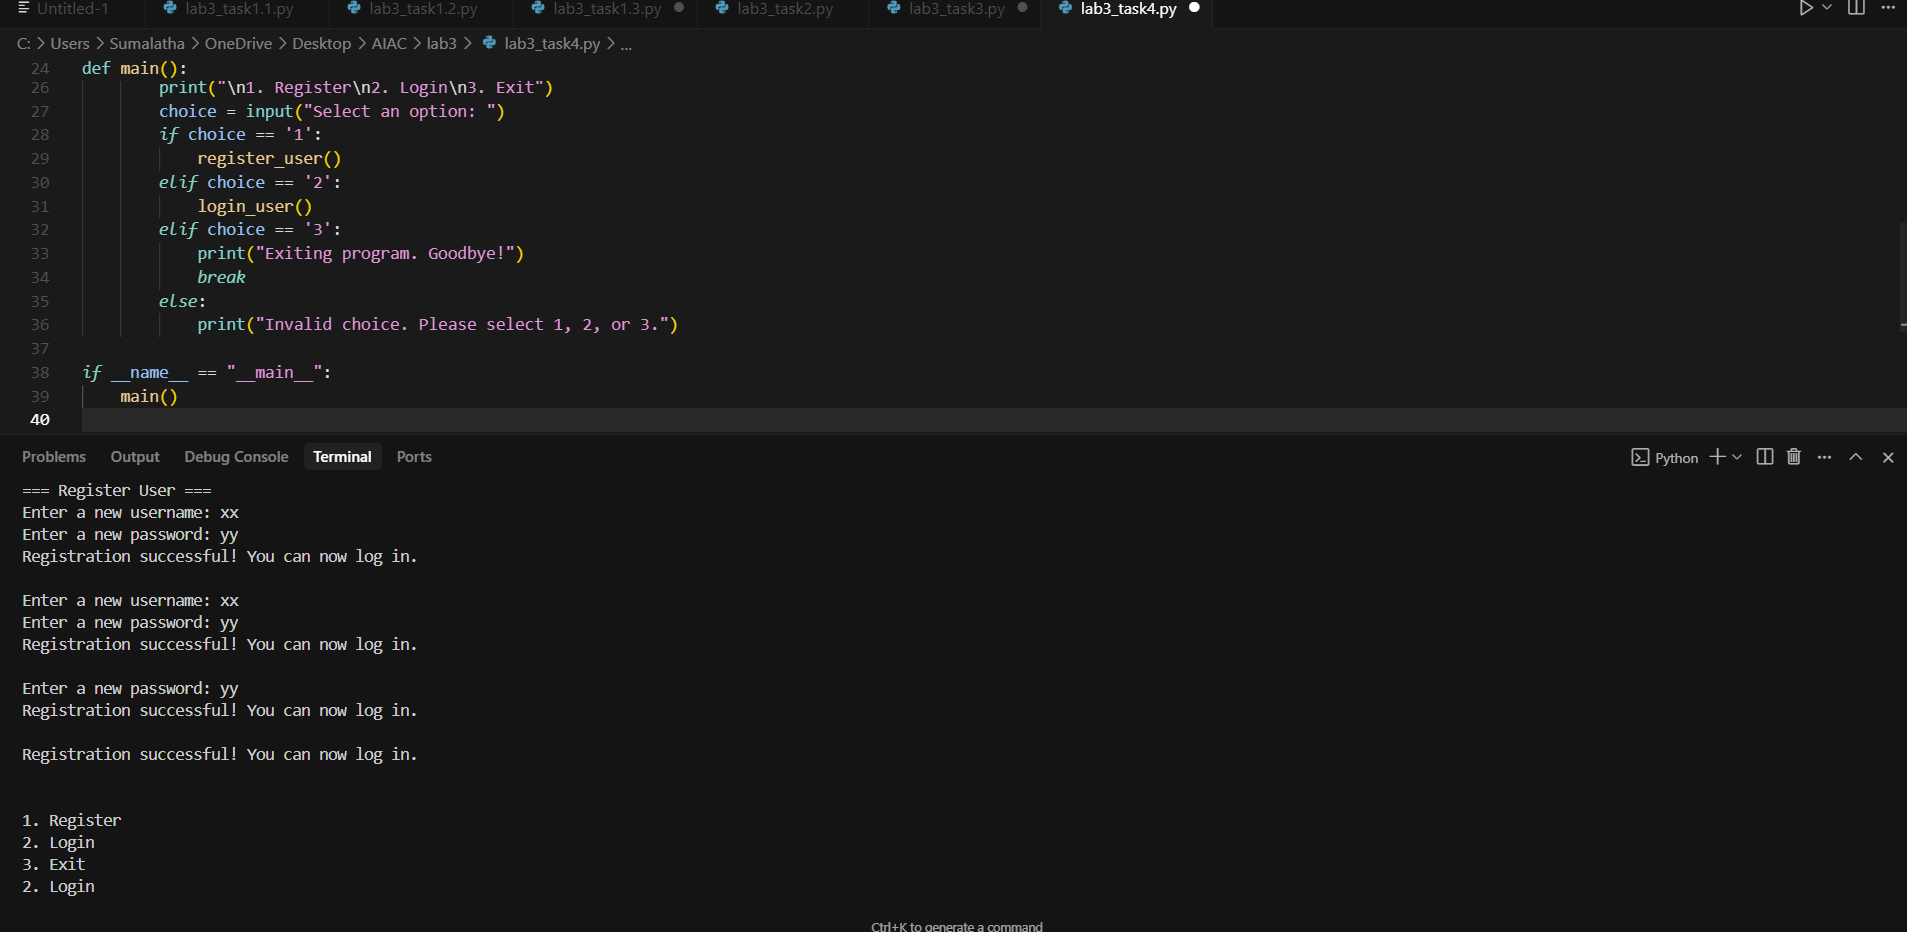 Untitled-1 lab3_task1.1.py lab3_task1.2.py lab3_task1.3.py lab3_task2.py lab3_task3.py lab3_task4.py
C: > Users > Sumalatha > OneDrive > Desktop > AIAC > lab3 > lab3_task4.py > ...
24 def main():
26 print("\n1. Register\n2. Login\n3. Exit")
27 choice = input("Select an option: ")
28 if choice == '1':
29 register_user()
30 elif choice == '2':
31 login_user()
32 elif choice == '3':
33 print("Exiting program. Goodbye!")
34 break
35 else:
36 print("Invalid choice. Please select 1, 2, or 3.")
37
38 if __name__ == "__main__":
39 main()
40
Problems Output Debug Console Terminal Ports Python
=== Register User ===
Enter a new username: xx
Enter a new password: yy
Registration successful! You can now log in.
Enter a new username: xx
Enter a new password: yy
Registration successful! You can now log in.
Enter a new password: yy
Registration successful! You can now log in.
Registration successful! You can now log in.
1. Register
2. Login
3. Exit
2. Login
Ctrl+K to generate a command